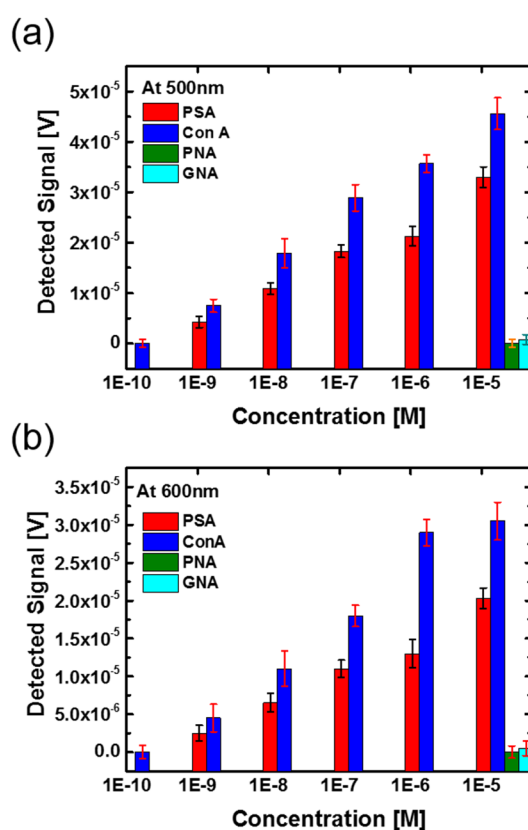 (a)
At 500nm
PSA
Con A
PNA
GNA
Detected Signal [V]
5x10⁻⁵
4x10⁻⁵
3x10⁻⁵
2x10⁻⁵
1x10⁻⁵
0
1E-10 1E-9 1E-8 1E-7 1E-6 1E-5
Concentration [M]
(b)
At 600nm
PSA
ConA
PNA
GNA
Detected Signal [V]
3.5x10⁻⁵
3.0x10⁻⁵
2.5x10⁻⁵
2.0x10⁻⁵
1.5x10⁻⁵
1.0x10⁻⁵
5.0x10⁻⁶
0.0
1E-10 1E-9 1E-8 1E-7 1E-6 1E-5
Concentration [M]